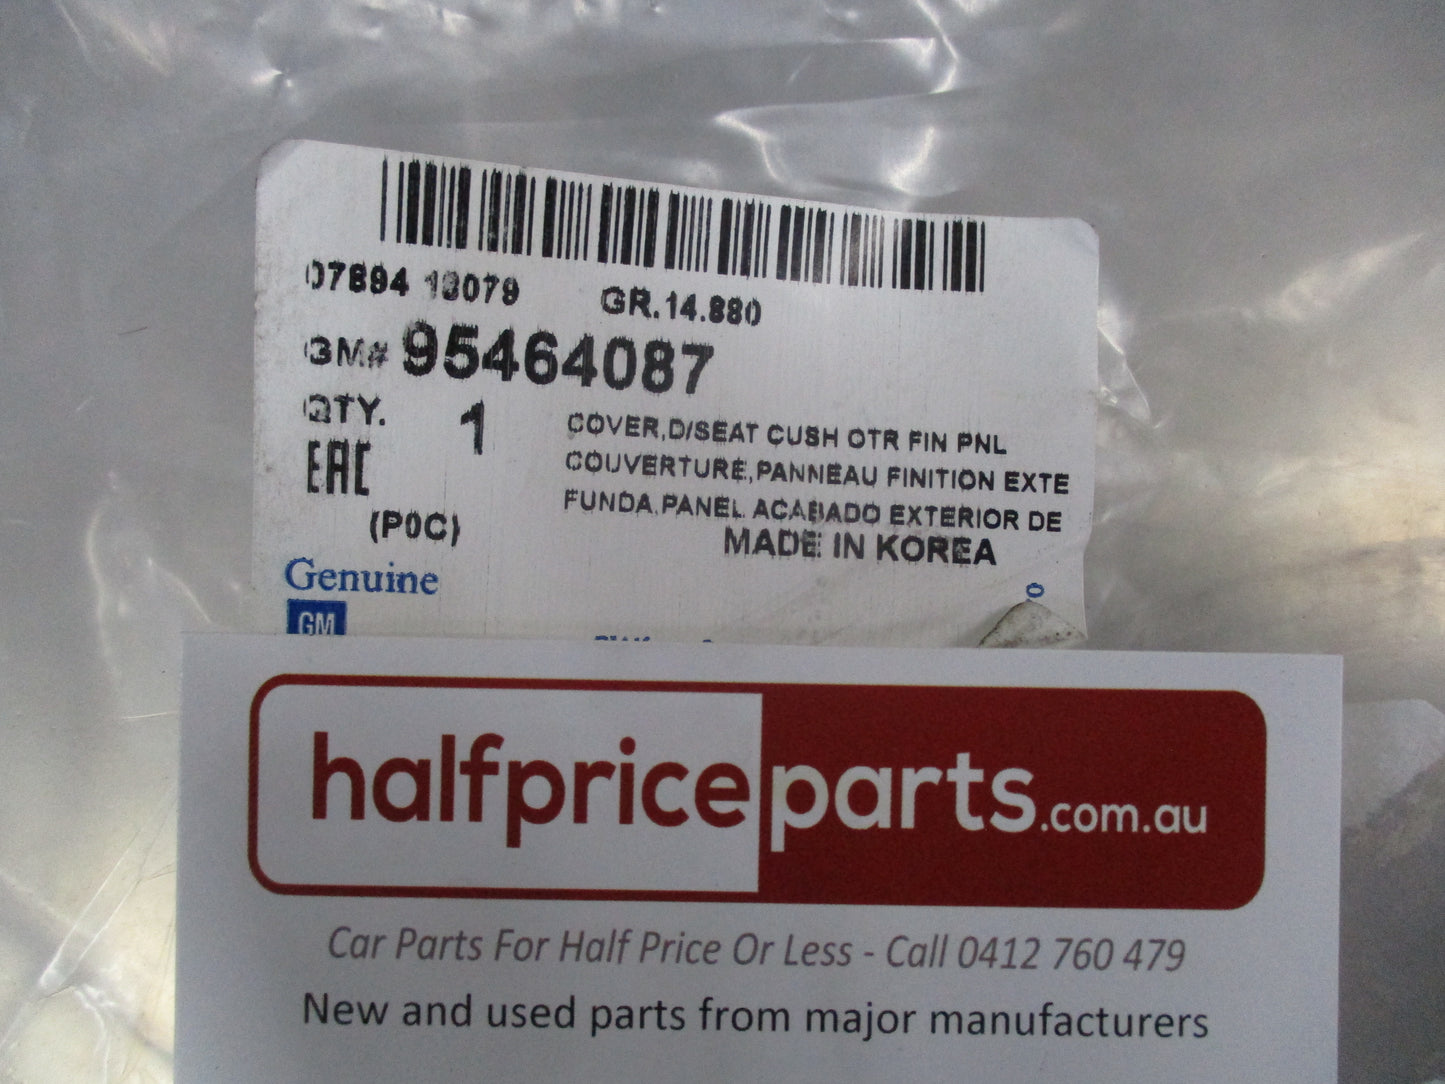 07894 18079 GR.14.880
GM# 95464087
QTY. 1
COVER,D/SEAT CUSH OTR FIN PNL
EAC
COUVERTURE,PANNEAU FINITION EXTE
FUNDA,PANEL ACABADO EXTERIOR DE
(P0C)
MADE IN KOREA
Genuine
GM
halfpriceparts.com.au
Car Parts For Half Price Or Less - Call 0412 760 479
New and used parts from major manufacturers